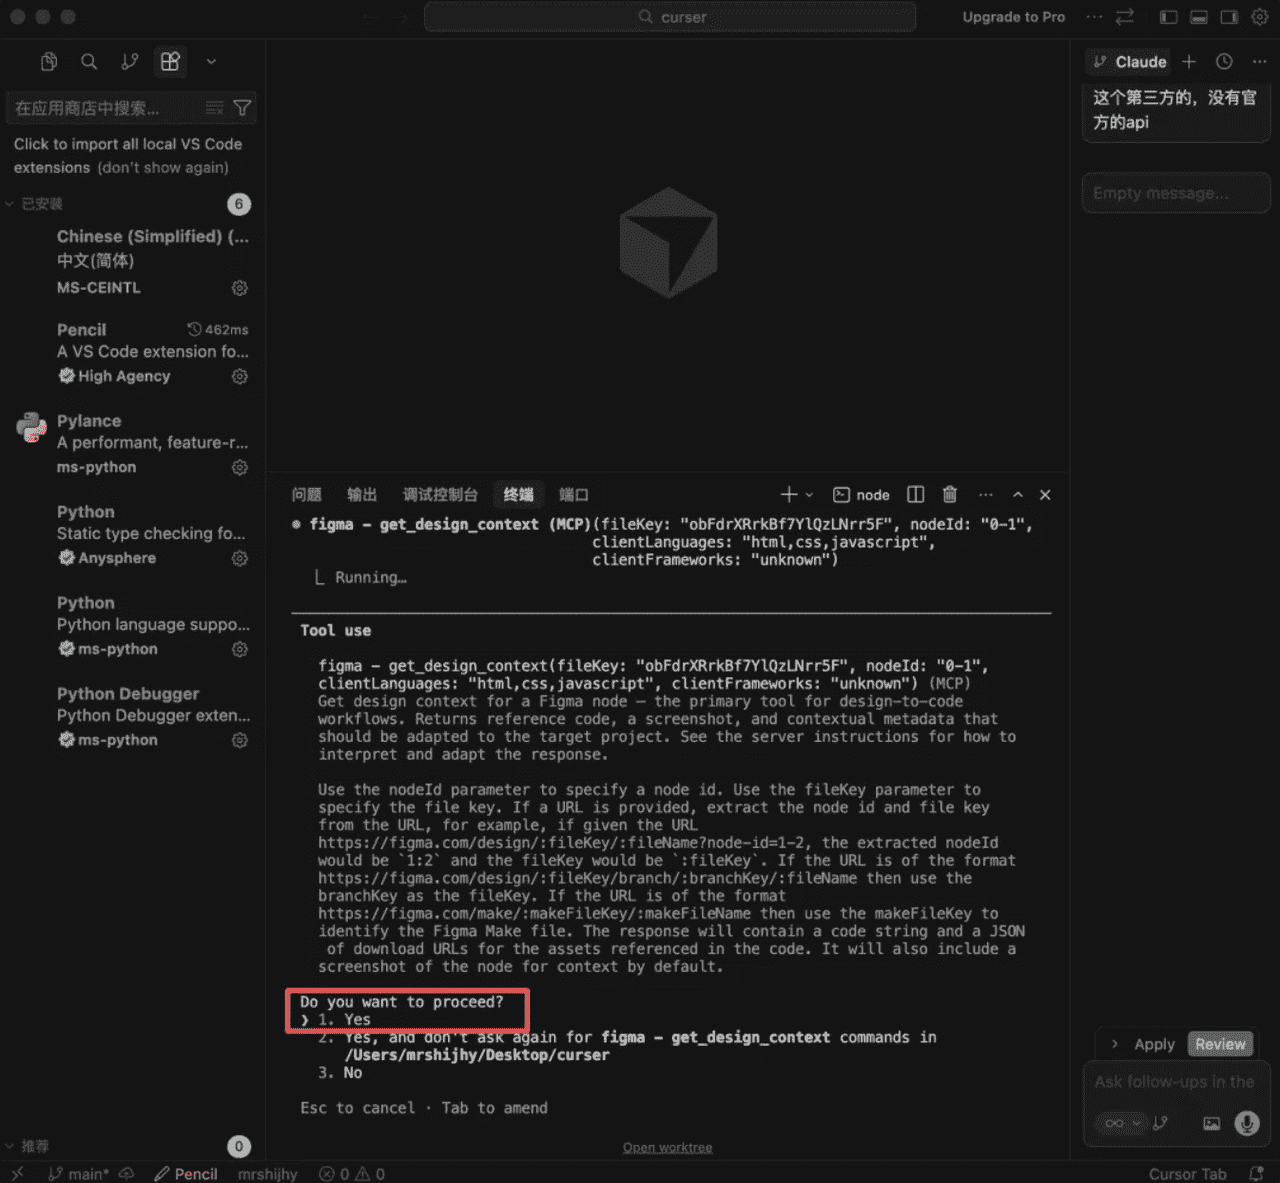 curser
Upgrade to Pro
在应用商店中搜索...
Click to import all local VS Code
extensions (don't show again)
已安装
6
Chinese (Simplified) (...
中文(简体)
MS-CEINTL
Pencil
462ms
A VS Code extension fo...
High Agency
Pylance
A performant, feature-r...
ms-python
Python
Static type checking fo...
Anysphere
Python
Python language suppo...
ms-python
Python Debugger
Python Debugger exten...
ms-python
推荐
0
问题 输出 调试控制台 终端 端口
node
figma - get_design_context (MCP)(fileKey: "obFdrXRrkBf7YlQzLNrr5F", nodeId: "0-1",
clientLanguages: "html,css,javascript",
clientFrameworks: "unknown")
Running…
Tool use
figma - get_design_context(fileKey: "obFdrXRrkBf7YlQzLNrr5F", nodeId: "0-1",
clientLanguages: "html,css,javascript", clientFrameworks: "unknown") (MCP)
Get design context for a Figma node — the primary tool for design-to-code
workflows. Returns reference code, a screenshot, and contextual metadata that
should be adapted to the target project. See the server instructions for how to
interpret and adapt the response.
Use the nodeId parameter to specify a node id. Use the fileKey parameter to
specify the file key. If a URL is provided, extract the node id and file key
from the URL, for example, if given the URL
https://figma.com/design/:fileKey/:fileName?node-id=1-2, the extracted nodeId
would be `1:2` and the fileKey would be `:fileKey`. If the URL is of the format
https://figma.com/design/:fileKey/branch/:branchKey/:fileName then use the
branchKey as the fileKey. If the URL is of the format
https://figma.com/make/:makeFileKey/:makeFileName then use the makeFileKey to
identify the Figma Make file. The response will contain a code string and a JSON
of download URLs for the assets referenced in the code. It will also include a
screenshot of the node for context by default.
Do you want to proceed?
❯ 1. Yes
2. Yes, and don't ask again for figma - get_design_context commands in
/Users/mrshijhy/Desktop/curser
3. No
Esc to cancel · Tab to amend
Open worktree
Claude
这个第三方的，没有官
方的api
Empty message...
Apply
Review
Ask follow-ups in the
main*
Pencil
mrshijhy
0
0
Cursor Tab